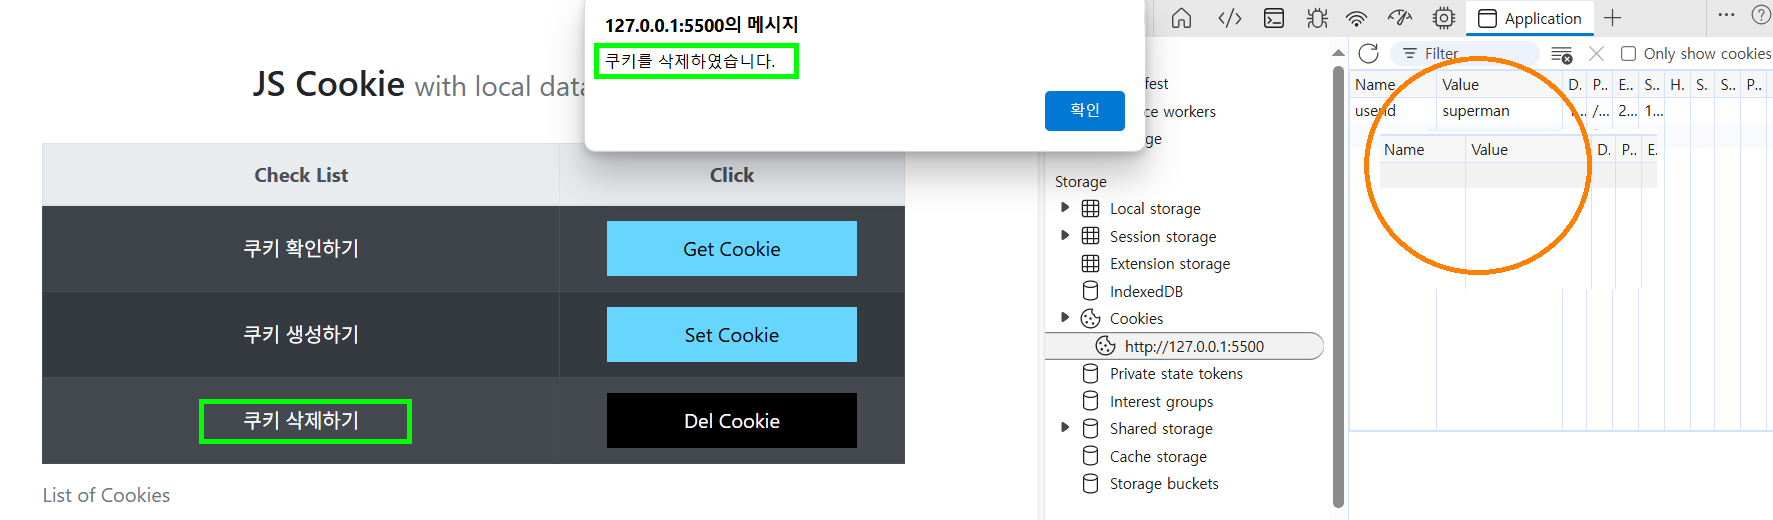 127.0.0.1:5500의 메시지
쿠키를 삭제하였습니다.
확인
JS Cookie with local data
Check List Click
쿠키 확인하기 Get Cookie
쿠키 생성하기 Set Cookie
쿠키 삭제하기 Del Cookie
List of Cookies
Application
Storage
Local storage
Session storage
Extension storage
IndexedDB
Cookies
http://127.0.0.1:5500
Private state tokens
Interest groups
Shared storage
Cache storage
Storage buckets
Filter Only show cookies
Name Value D. P.. E.. S.. H. S. S.. P..
userid superman 1... /... 2... 1...
Name Value D. P.. E.
workers